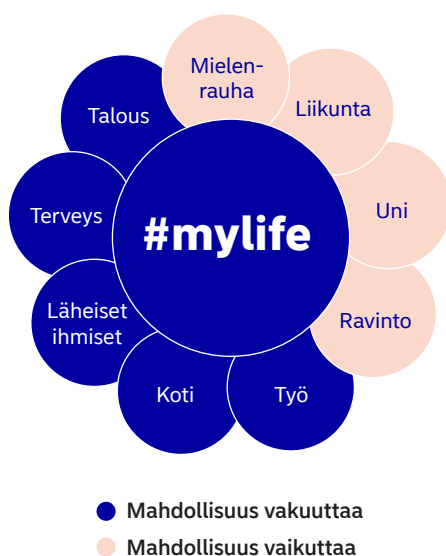 Mielen-
rauha
Liikunta
Talous
Uni
Terveys
#mylife
Läheiset
ihmiset
Ravinto
Koti
Työ
Mahdollisuus vakuuttaa
Mahdollisuus vaikuttaa